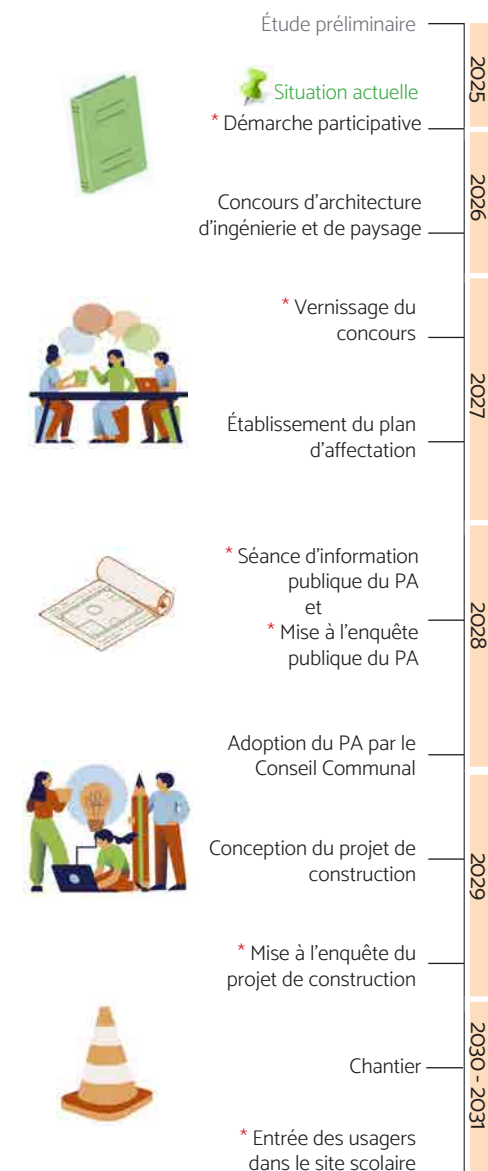 Étude préliminaire
2025
Situation actuelle
* Démarche participative
2026
Concours d'architecture
d'ingénierie et de paysage
* Vernissage du
concours
2027
Établissement du plan
d'affectation
* Séance d'information
publique du PA
et
* Mise à l'enquête
publique du PA
2028
Adoption du PA par le
Conseil Communal
Conception du projet de
construction
2029
* Mise à l'enquête du
projet de construction
Chantier
2030 - 2031
* Entrée des usagers
dans le site scolaire